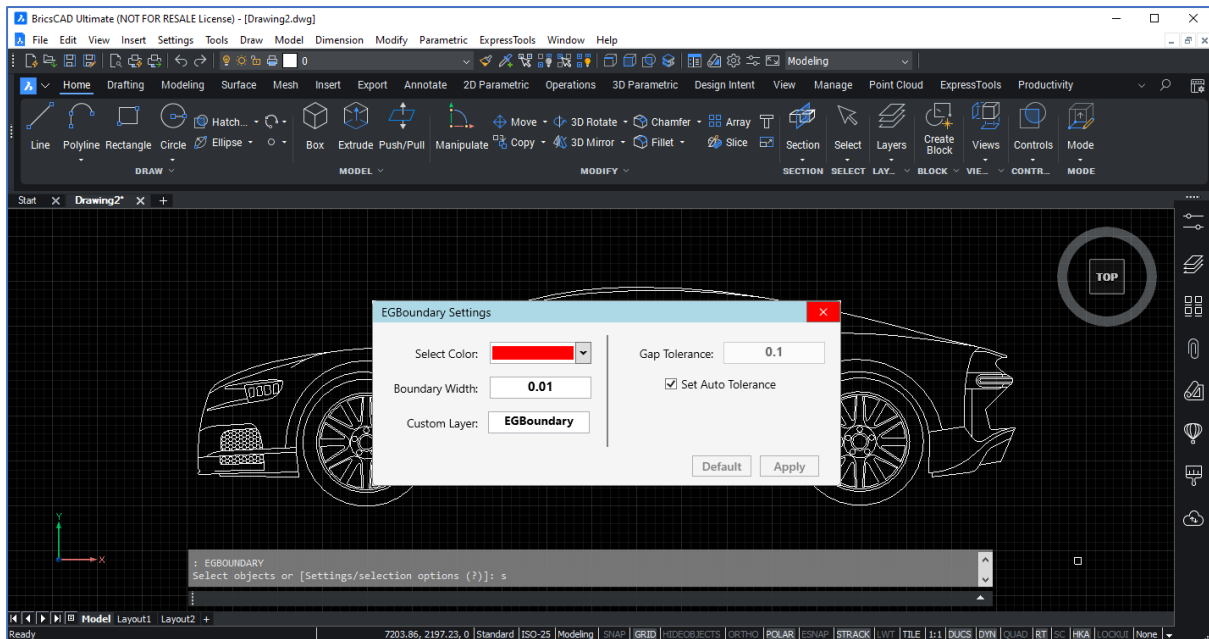 BricsCAD Ultimate (NOT FOR RESALE License) - [Drawing2.dwg]
File Edit View Insert Settings Tools Draw Model Dimension Modify Parametric ExpressTools Window Help
0 Modeling
Home Drafting Modeling Surface Mesh Insert Export Annotate 2D Parametric Operations 3D Parametric Design Intent View Manage Point Cloud ExpressTools Productivity
Hatch... Move 3D Rotate Chamfer Array
Line Polyline Rectangle Circle Ellipse Box Extrude Push/Pull Manipulate Copy 3D Mirror Fillet Slice Section Select Layers Create Block Views Controls Mode
DRAW MODEL MODIFY SECTION SELECT LAY... BLOCK VIE... CONTR... MODE
Start Drawing2* +
TOP
EGBoundary Settings
Select Color: Gap Tolerance: 0.1
Boundary Width: 0.01 Set Auto Tolerance
Custom Layer: EGBoundary
Default Apply
Y
X
: EGBOUNDARY
Select objects or [Settings/selection options (?)]: s
:
Model Layout1 Layout2 +
Ready 7203.86, 2197.23, 0 Standard ISO-25 Modeling SNAP GRID HIDEOBJECTS ORTHO POLAR ESNAP STRACK LWT TILE 1:1 DUCS DYN QUAD RT SC HKA LOCKUI None